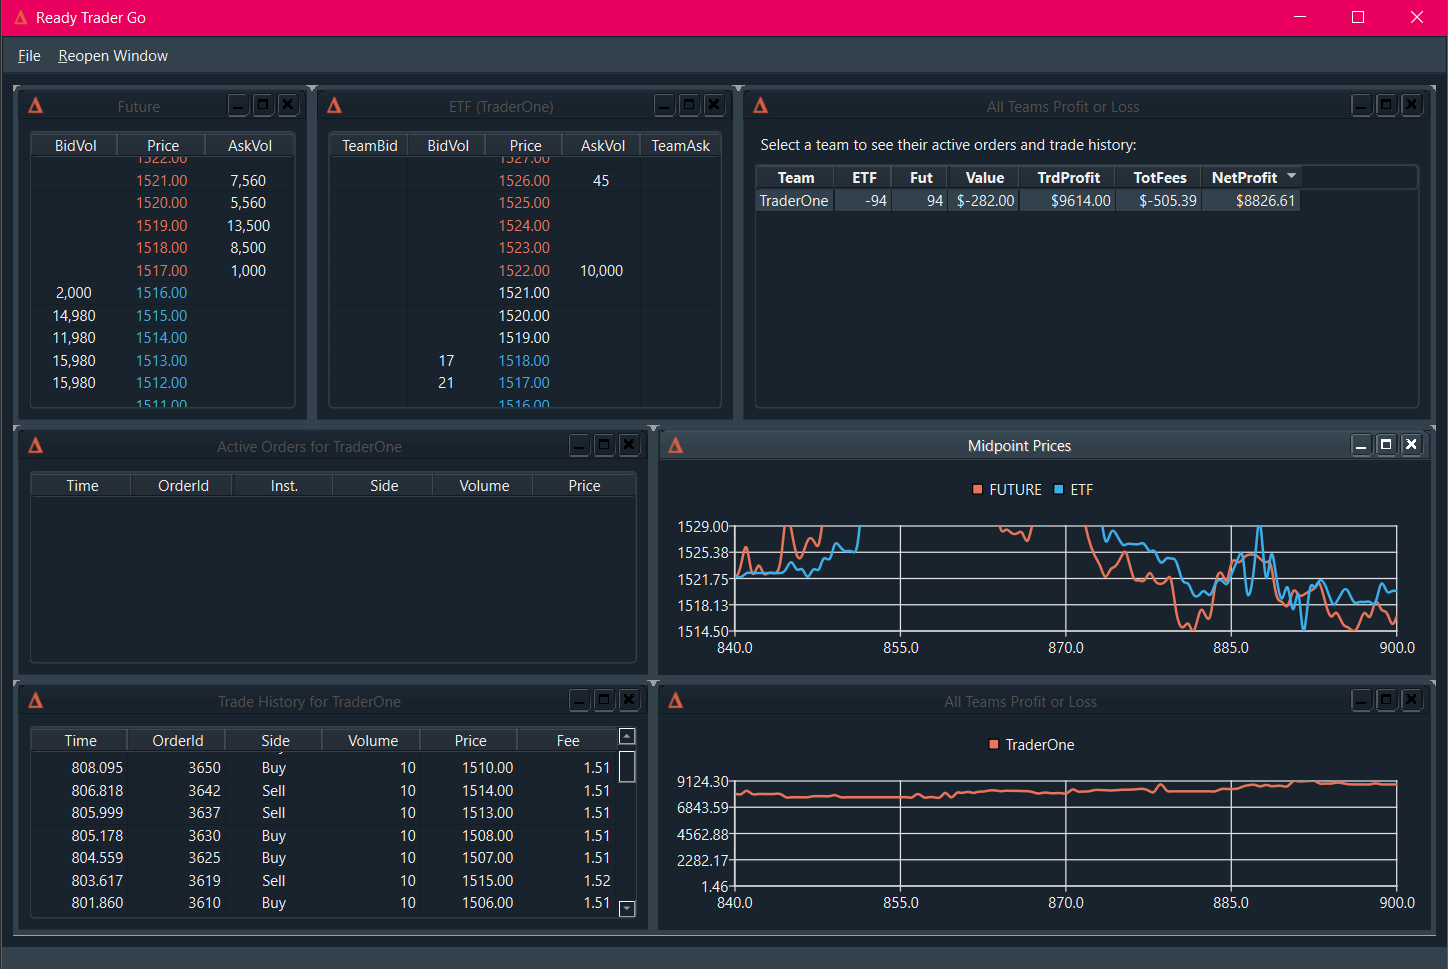 Ready Trader Go
File Reopen Window
Future
BidVol Price AskVol
1522.00
1521.00 7,560
1520.00 5,560
1519.00 13,500
1518.00 8,500
1517.00 1,000
2,000 1516.00
14,980 1515.00
11,980 1514.00
15,980 1513.00
15,980 1512.00
1511.00
ETF (TraderOne)
TeamBid BidVol Price AskVol TeamAsk
1527.00
1526.00 45
1525.00
1524.00
1523.00
1522.00 10,000
1521.00
1520.00
1519.00
17 1518.00
21 1517.00
1516.00
All Teams Profit or Loss
Select a team to see their active orders and trade history:
Team ETF Fut Value TrdProfit TotFees NetProfit
TraderOne -94 94 $-282.00 $9614.00 $-505.39 $8826.61
Active Orders for TraderOne
Time OrderId Inst. Side Volume Price
Midpoint Prices
FUTURE ETF
1529.00
1525.38
1521.75
1518.13
1514.50
840.0 855.0 870.0 885.0 900.0
Trade History for TraderOne
Time OrderId Side Volume Price Fee
808.095 3650 Buy 10 1510.00 1.51
806.818 3642 Sell 10 1514.00 1.51
805.999 3637 Sell 10 1513.00 1.51
805.178 3630 Buy 10 1508.00 1.51
804.559 3625 Buy 10 1507.00 1.51
803.617 3619 Sell 10 1515.00 1.52
801.860 3610 Buy 10 1506.00 1.51
All Teams Profit or Loss
TraderOne
9124.30
6843.59
4562.88
2282.17
1.46
840.0 855.0 870.0 885.0 900.0